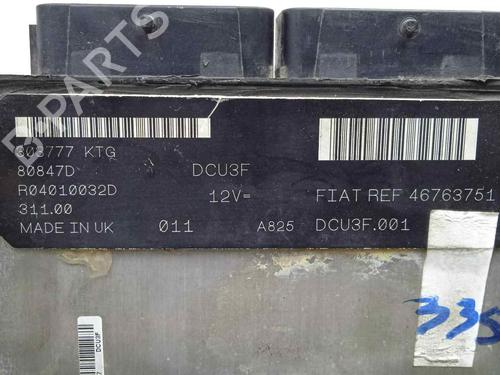 303777 KTG
80847D
DCU3F
R04010032D
12V=
FIAT REF 46763751
311.00
MADE IN UK
011
A825
DCU3F.001
335
DCU3F
B-PARTS